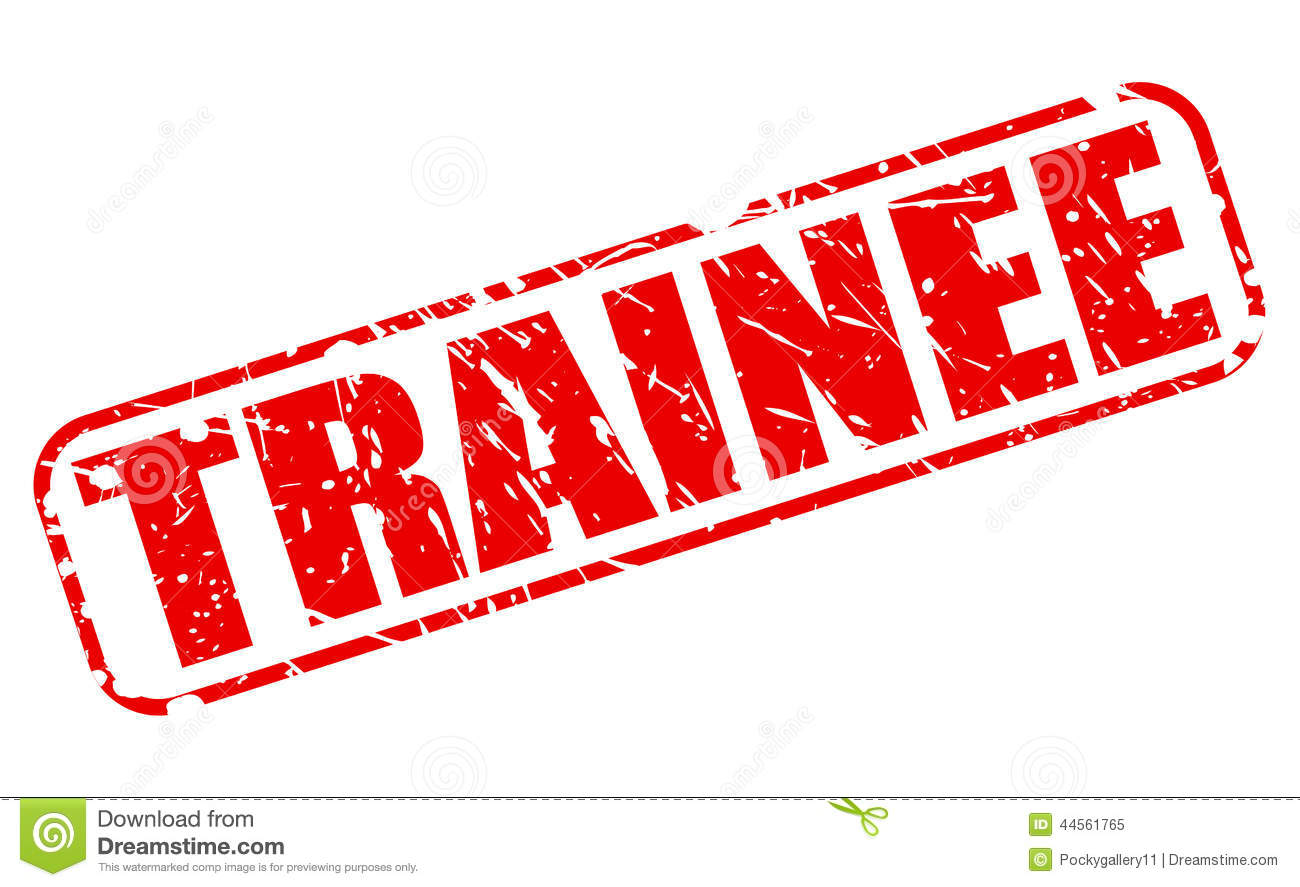 TRAINEE
Download from
Dreamstime.com
This watermarked comp image is for previewing purposes only.
ID 44561765
© Pockygallery11 | Dreamstime.com